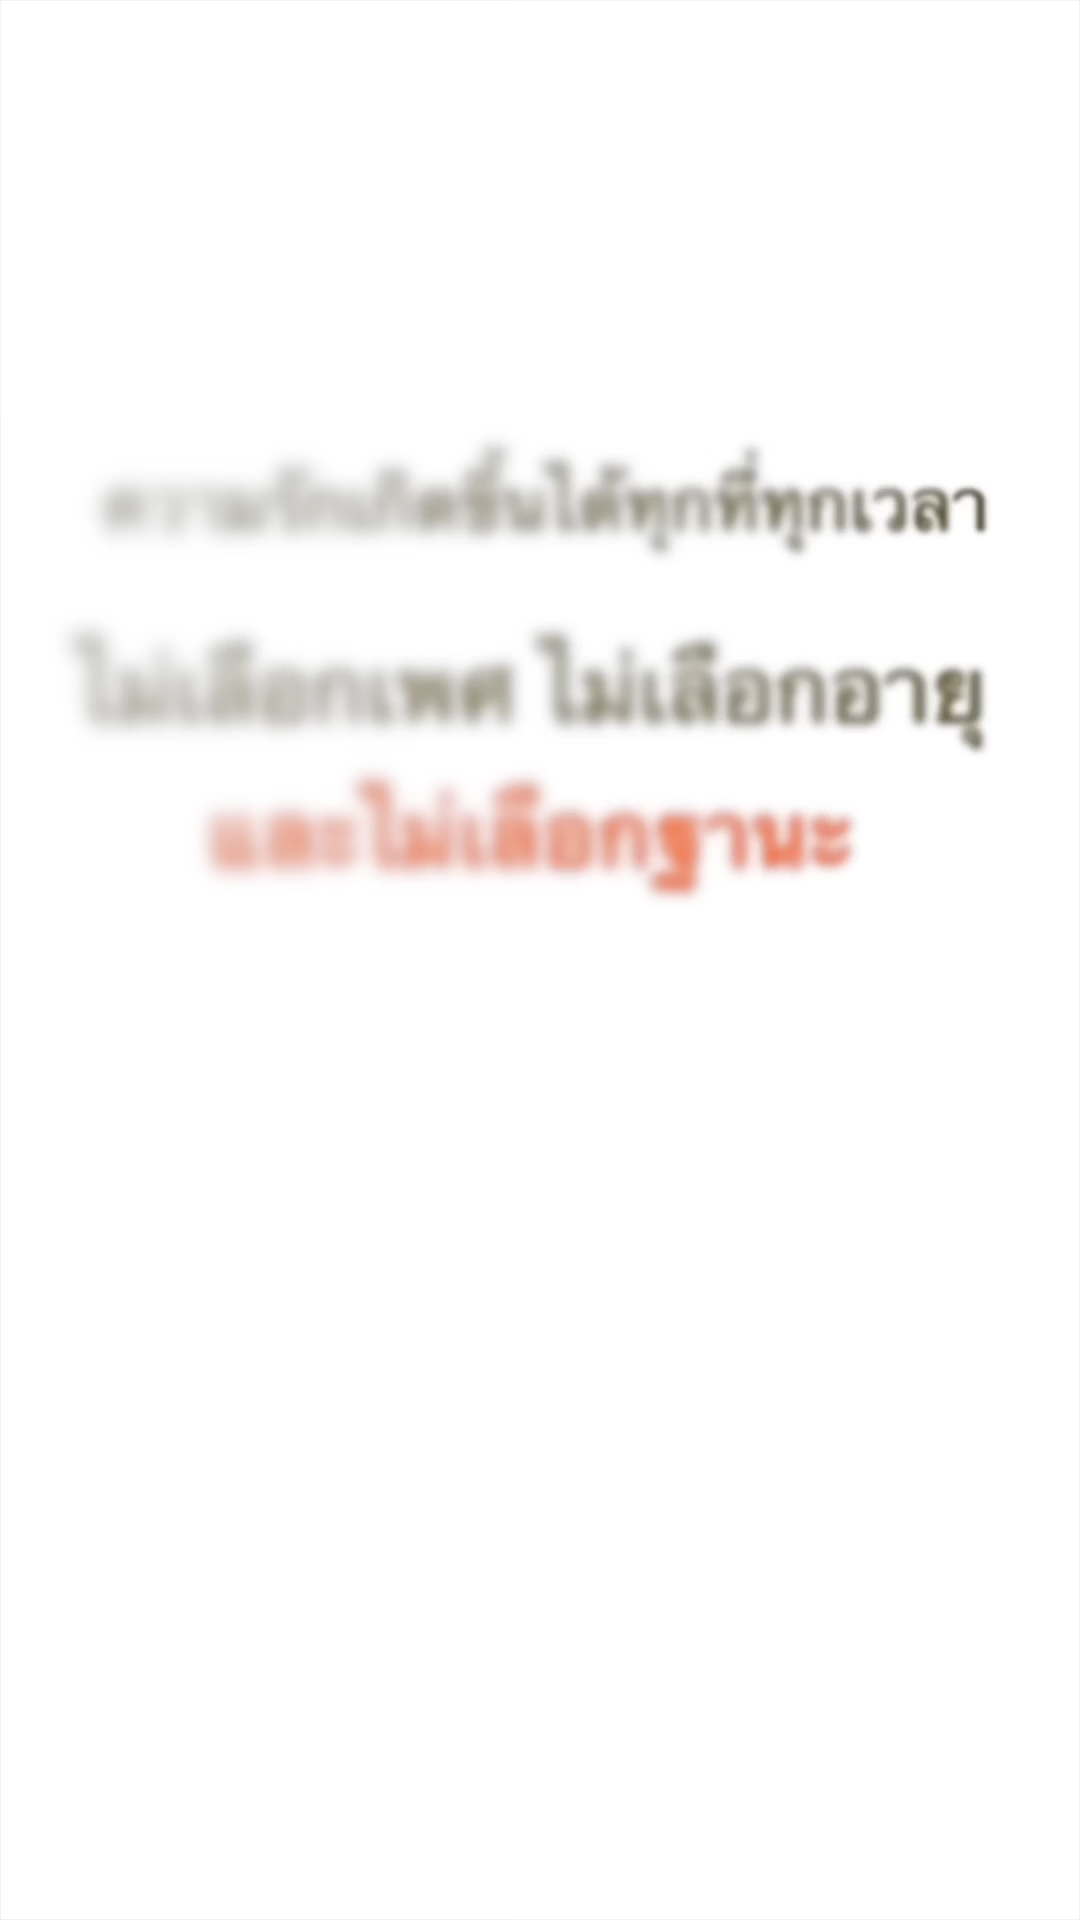 ความรักเกิดขึ้นได้ทุกที่ทุกเวลา
ไม่เลือกเพศ ไม่เลือกอายุ
และไม่เลือกฐานะ